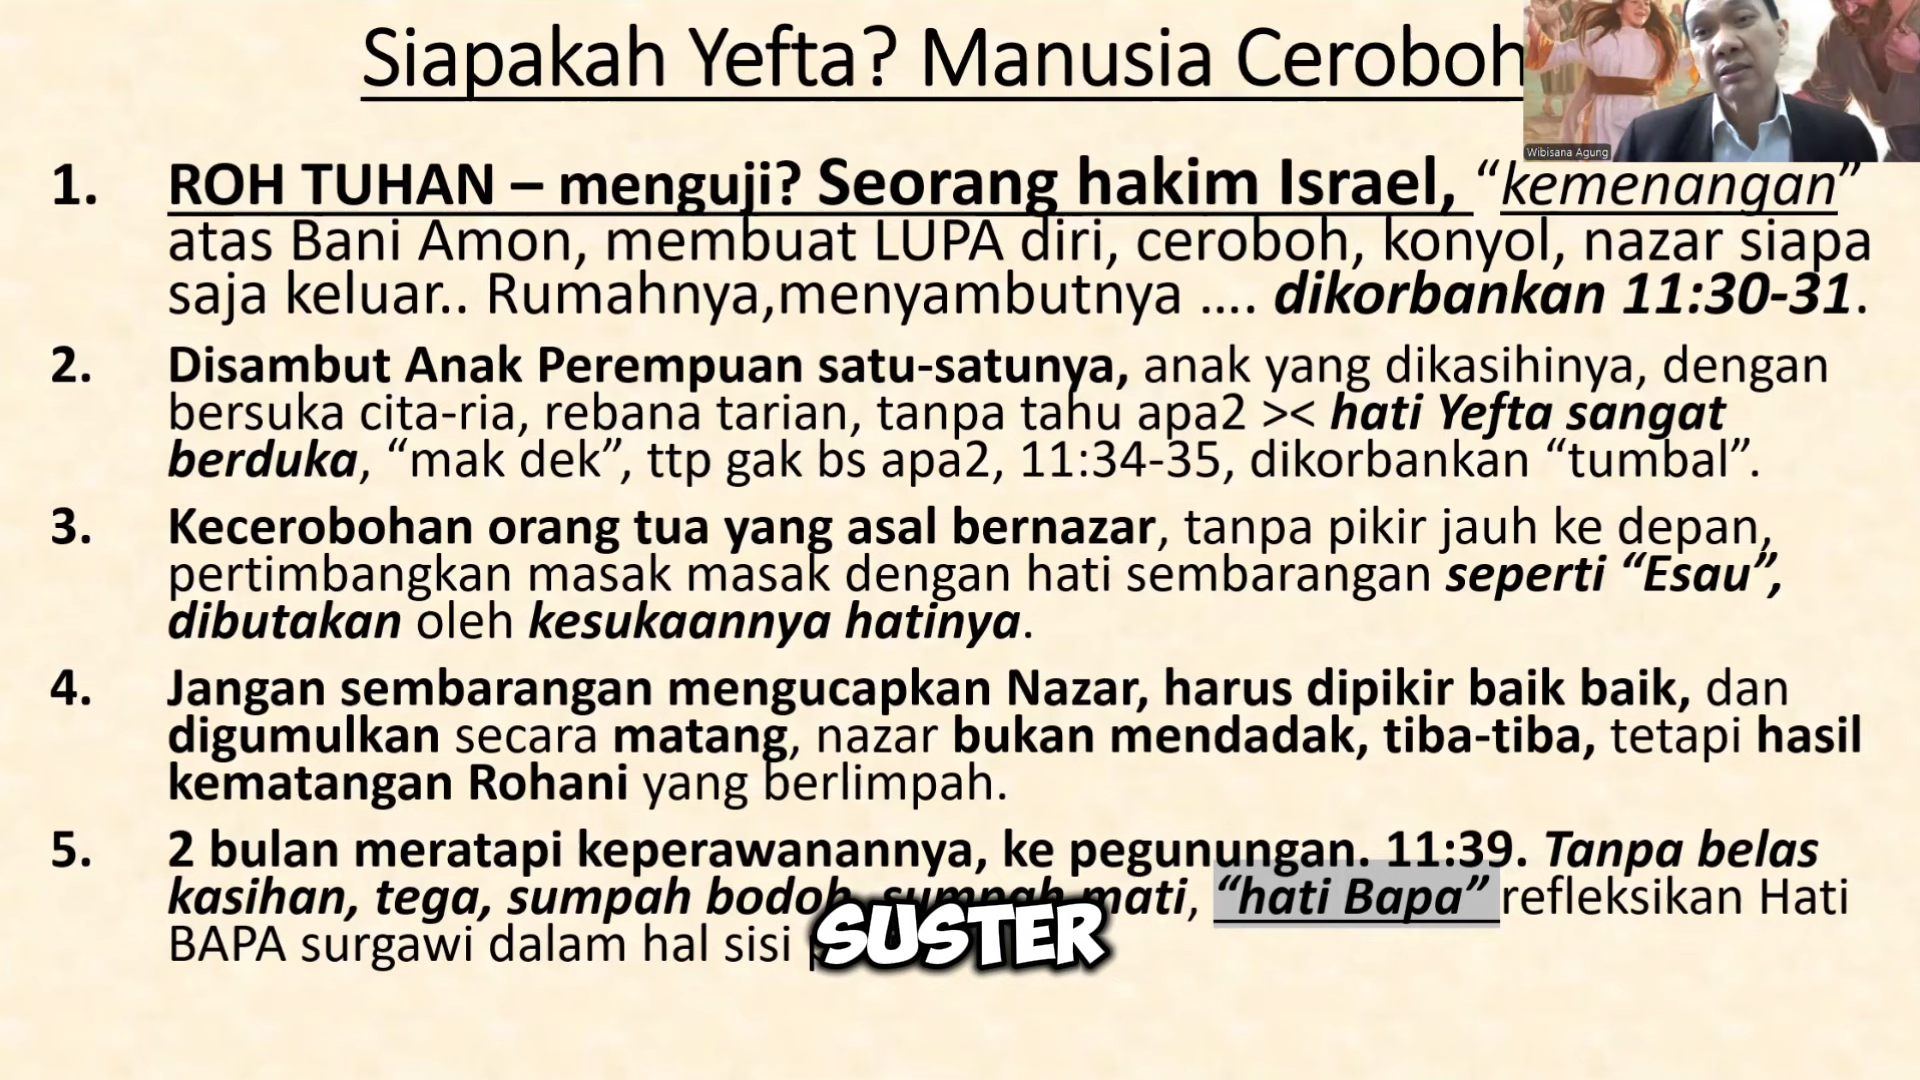 Siapakah Yefta? Manusia Ceroboh
Wibisana Agung
1. ROH TUHAN – menguji? Seorang hakim Israel, “kemenangan”
atas Bani Amon, membuat LUPA diri, ceroboh, konyol, nazar siapa
saja keluar.. Rumahnya,menyambutnya .... dikorbankan 11:30-31.
2. Disambut Anak Perempuan satu-satunya, anak yang dikasihinya, dengan
bersuka cita-ria, rebana tarian, tanpa tahu apa2 >< hati Yefta sangat
berduka, “mak dek”, ttp gak bs apa2, 11:34-35, dikorbankan “tumbal”.
3. Kecerobohan orang tua yang asal bernazar, tanpa pikir jauh ke depan,
pertimbangkan masak masak dengan hati sembarangan seperti “Esau”,
dibutakan oleh kesukaannya hatinya.
4. Jangan sembarangan mengucapkan Nazar, harus dipikir baik baik, dan
digumulkan secara matang, nazar bukan mendadak, tiba-tiba, tetapi hasil
kematangan Rohani yang berlimpah.
5. 2 bulan meratapi keperawanannya, ke pegunungan. 11:39. Tanpa belas
kasihan, tega, sumpah bodoh, sumpah mati, “hati Bapa” refleksikan Hati
BAPA surgawi dalam hal sisi
SUSTER